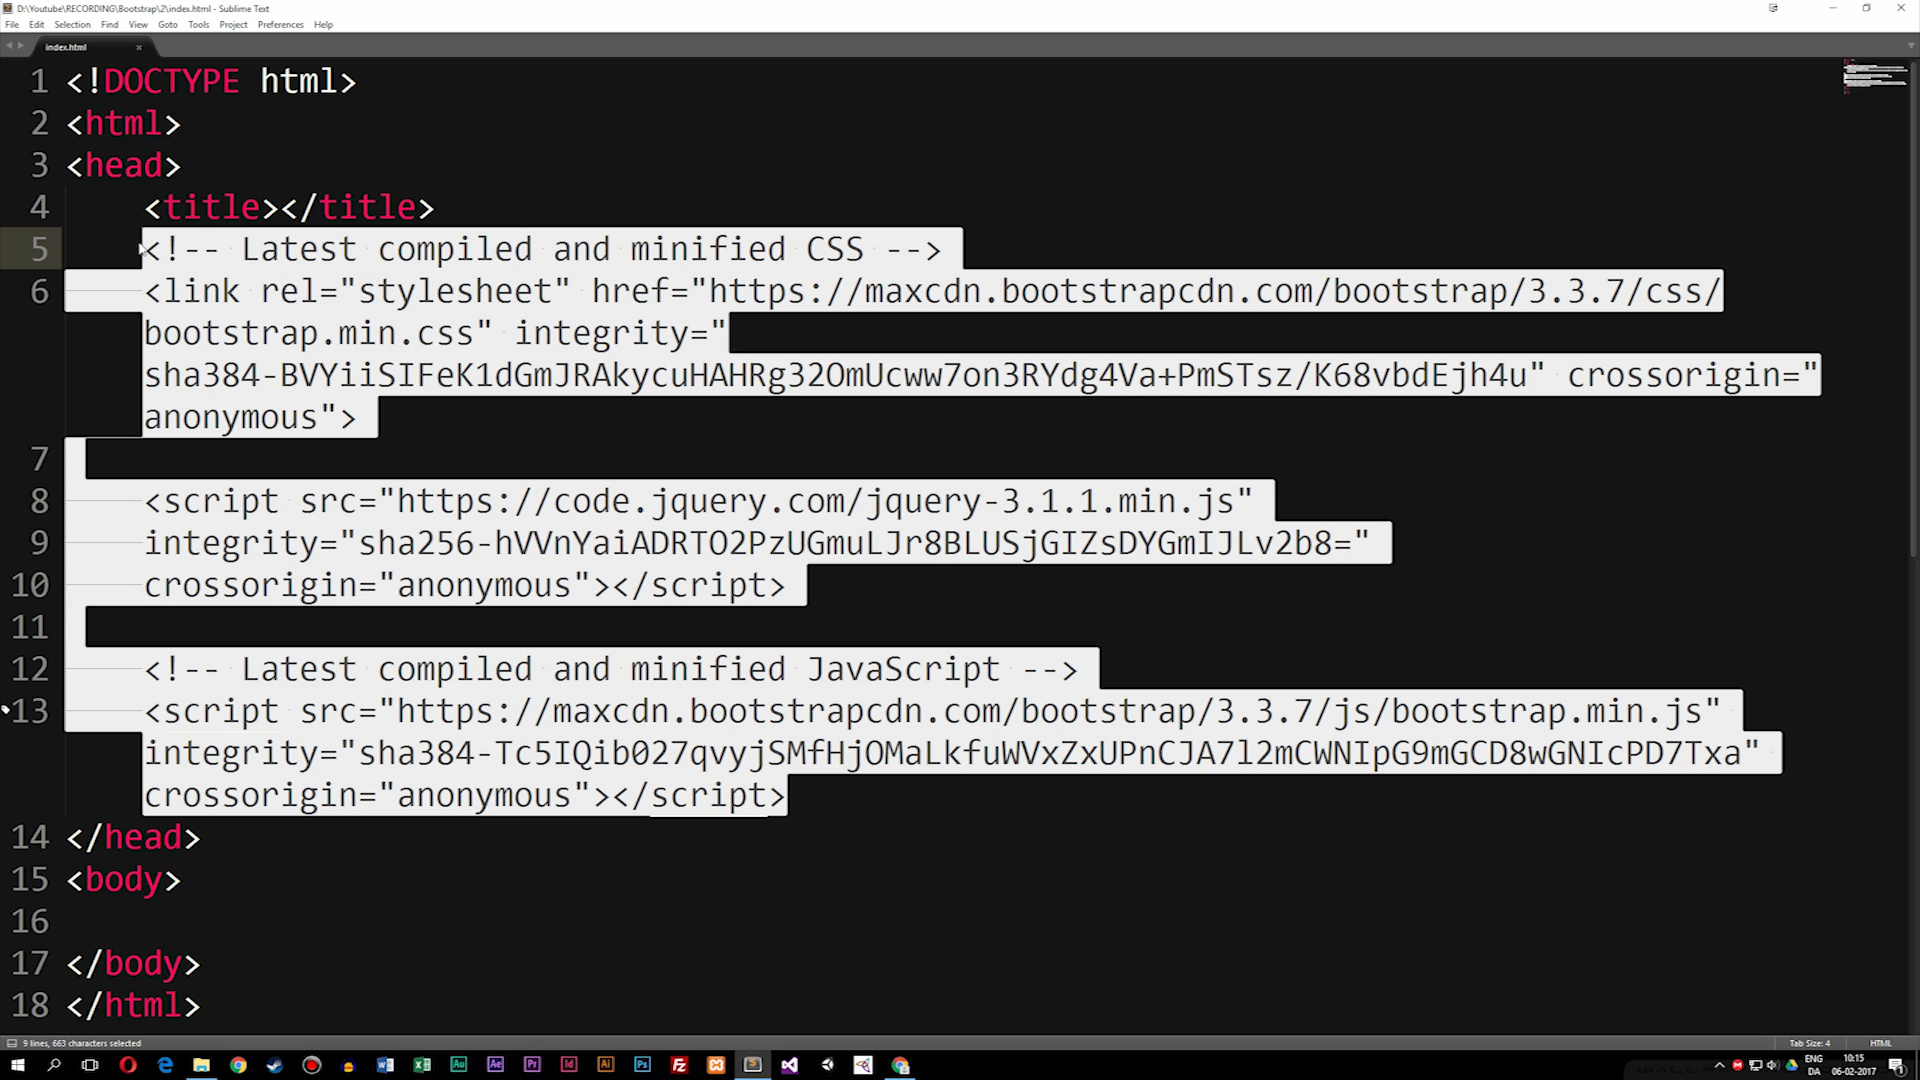 D:\Youtube\RECORDING\Bootstrap\2\index.html - Sublime Text
File Edit Selection Find View Goto Tools Project Preferences Help
index.html
1 <!DOCTYPE html>
2 <html>
3 <head>
4 <title></title>
5 <!-- Latest compiled and minified CSS -->
6 <link rel="stylesheet" href="https://maxcdn.bootstrapcdn.com/bootstrap/3.3.7/css/
bootstrap.min.css" integrity="
sha384-BVYiiSIFeK1dGmJRAkycuHAHRg32OmUcww7on3RYdg4Va+PmSTsz/K68vbdEjh4u" crossorigin="
anonymous">
7
8 <script src="https://code.jquery.com/jquery-3.1.1.min.js"
9 integrity="sha256-hVVnYaiADRTO2PzUGmuLJr8BLUSjGIZsDYGmIJLv2b8="
10 crossorigin="anonymous"></script>
11
12 <!-- Latest compiled and minified JavaScript -->
13 <script src="https://maxcdn.bootstrapcdn.com/bootstrap/3.3.7/js/bootstrap.min.js"
integrity="sha384-Tc5IQib027qvyjSMfHjOMaLkfuWVxZxUPnCJA7l2mCWNIpG9mGCD8wGNIcPD7Txa"
crossorigin="anonymous"></script>
14 </head>
15 <body>
16
17 </body>
18 </html>
9 lines, 663 characters selected
Tab Size: 4 HTML
ENG 10:15
DA 06-02-2017